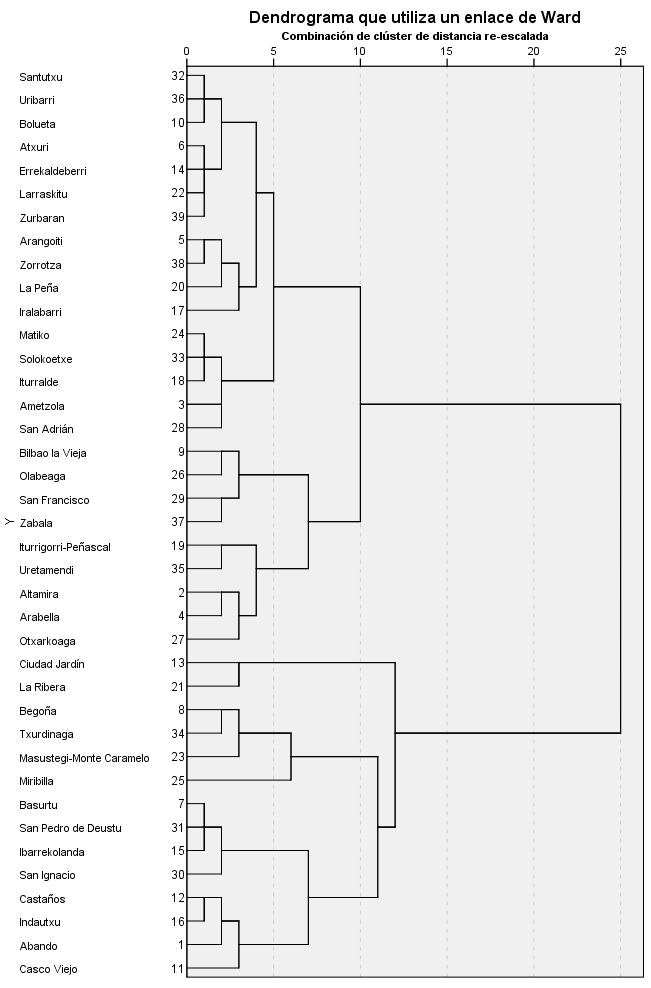 Dendrograma que utiliza un enlace de Ward
Combinación de clúster de distancia re-escalada
0 5 10 15 20 25
Santutxu 32
Uribarri 36
Bolueta 10
Atxuri 6
Errekaldeberri 14
Larraskitu 22
Zurbaran 39
Arangoiti 5
Zorrotza 38
La Peña 20
Iralabarri 17
Matiko 24
Solokoetxe 33
Iturralde 18
Ametzola 3
San Adrián 28
Bilbao la Vieja 9
Olabeaga 26
San Francisco 29
Y
Zabala 37
Iturrigorri-Peñascal 19
Uretamendi 35
Altamira 2
Arabella 4
Otxarkoaga 27
Ciudad Jardín 13
La Ribera 21
Begoña 8
Txurdinaga 34
Masustegi-Monte Caramelo 23
Miribilla 25
Basurtu 7
San Pedro de Deustu 31
Ibarrekolanda 15
San Ignacio 30
Castaños 12
Indautxu 16
Abando 1
Casco Viejo 11